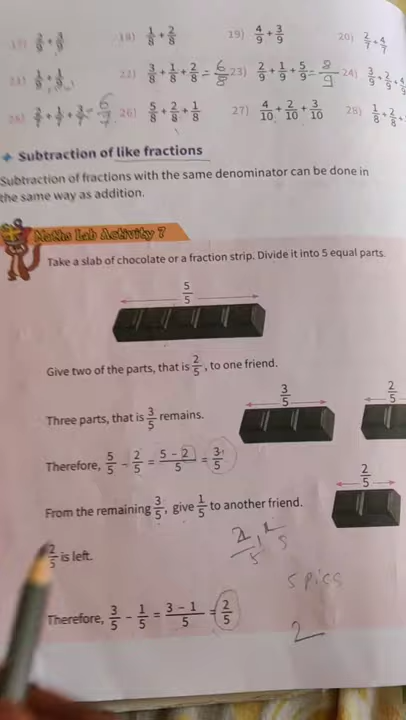 18) 1/8 + 2/8 19) 4/9 + 3/9 20) 2/7 + 4/7
22) 3/8 + 1/8 + 2/8 = 6/8 23) 2/9 + 1/9 + 5/9 = 8/9 24) 3/9 + 2/9 +
26) 5/8 + 2/8 + 1/8 27) 4/10 + 2/10 + 3/10 28) 1/8 + 2/8 +
Subtraction of like fractions
Subtraction of fractions with the same denominator can be done in
the same way as addition.
Maths Lab Activity 7
Take a slab of chocolate or a fraction strip. Divide it into 5 equal parts.
5/5
Give two of the parts, that is 2/5, to one friend.
3/5 2/5
Three parts, that is 3/5 remains.
Therefore, 5/5 - 2/5 = 5 - 2/5 = 3/5
2/5
From the remaining 3/5, give 1/5 to another friend.
2/5 is left.
5 pics
Therefore, 3/5 - 1/5 = 3 - 1/5 = 2/5
2